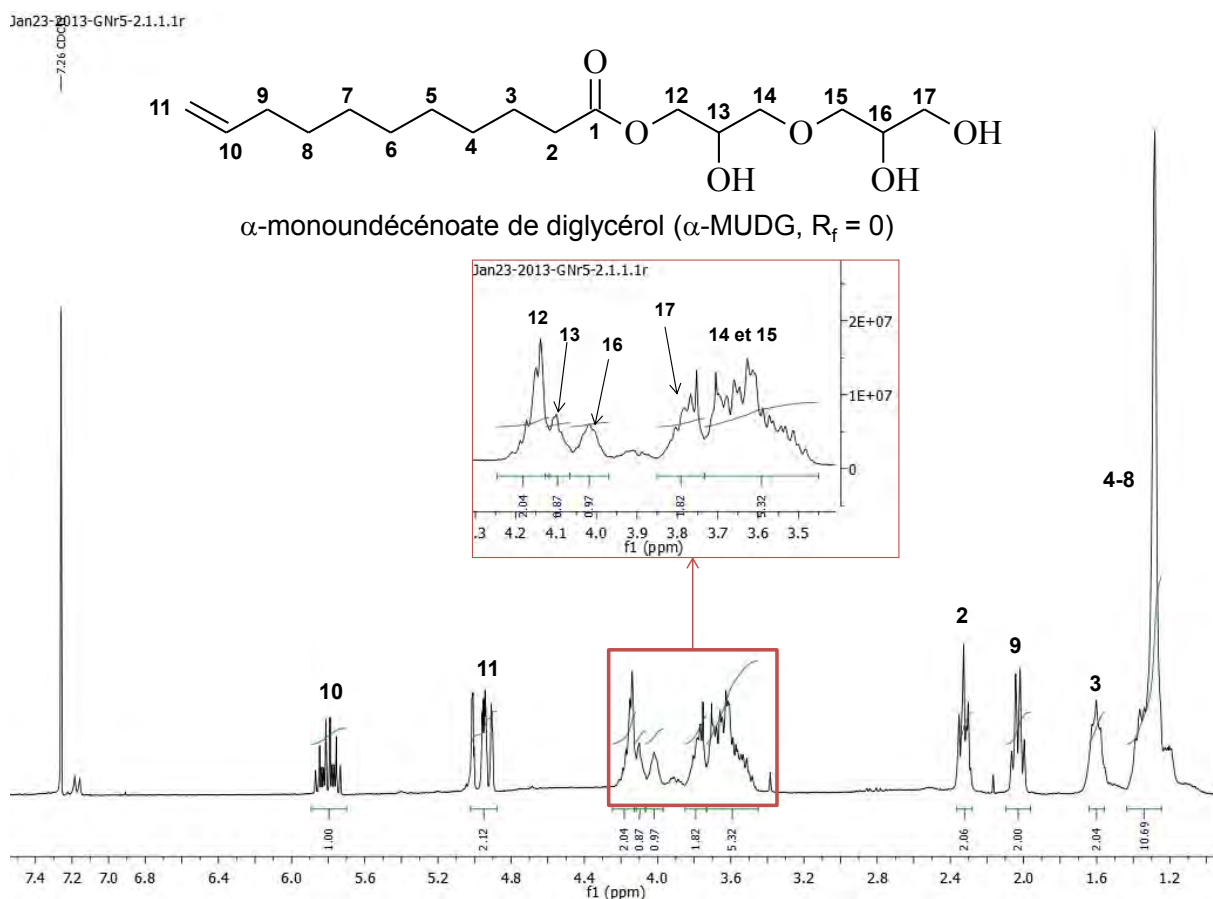 Jan23-2013-GNr5-2.1.1.1r
7.26 CDCl3
O
11 9 7 5 3 12 13 14 15 16 17
10 8 6 4 2 1 O O OH
OH OH
α-monoundécénoate de diglycérol (α-MUDG, Rf = 0)
Jan23-2013-GNr5-2.1.1.1r
12
13
16
17
14 et 15
2E+07
1E+07
0
2.04 0.87 0.97 1.82 5.32
.3 4.2 4.1 4.0 3.9 3.8 3.7 3.6 3.5
f1 (ppm)
4-8
10
11
2
9
3
1.00 2.12 2.04 0.87 0.97 1.82 5.32 2.06 2.00 2.04 10.69
7.4 7.2 6.8 6.4 6.0 5.6 5.2 4.8 4.4 4.0 3.6 3.2 2.8 2.4 2.0 1.6 1.2
f1 (ppm)